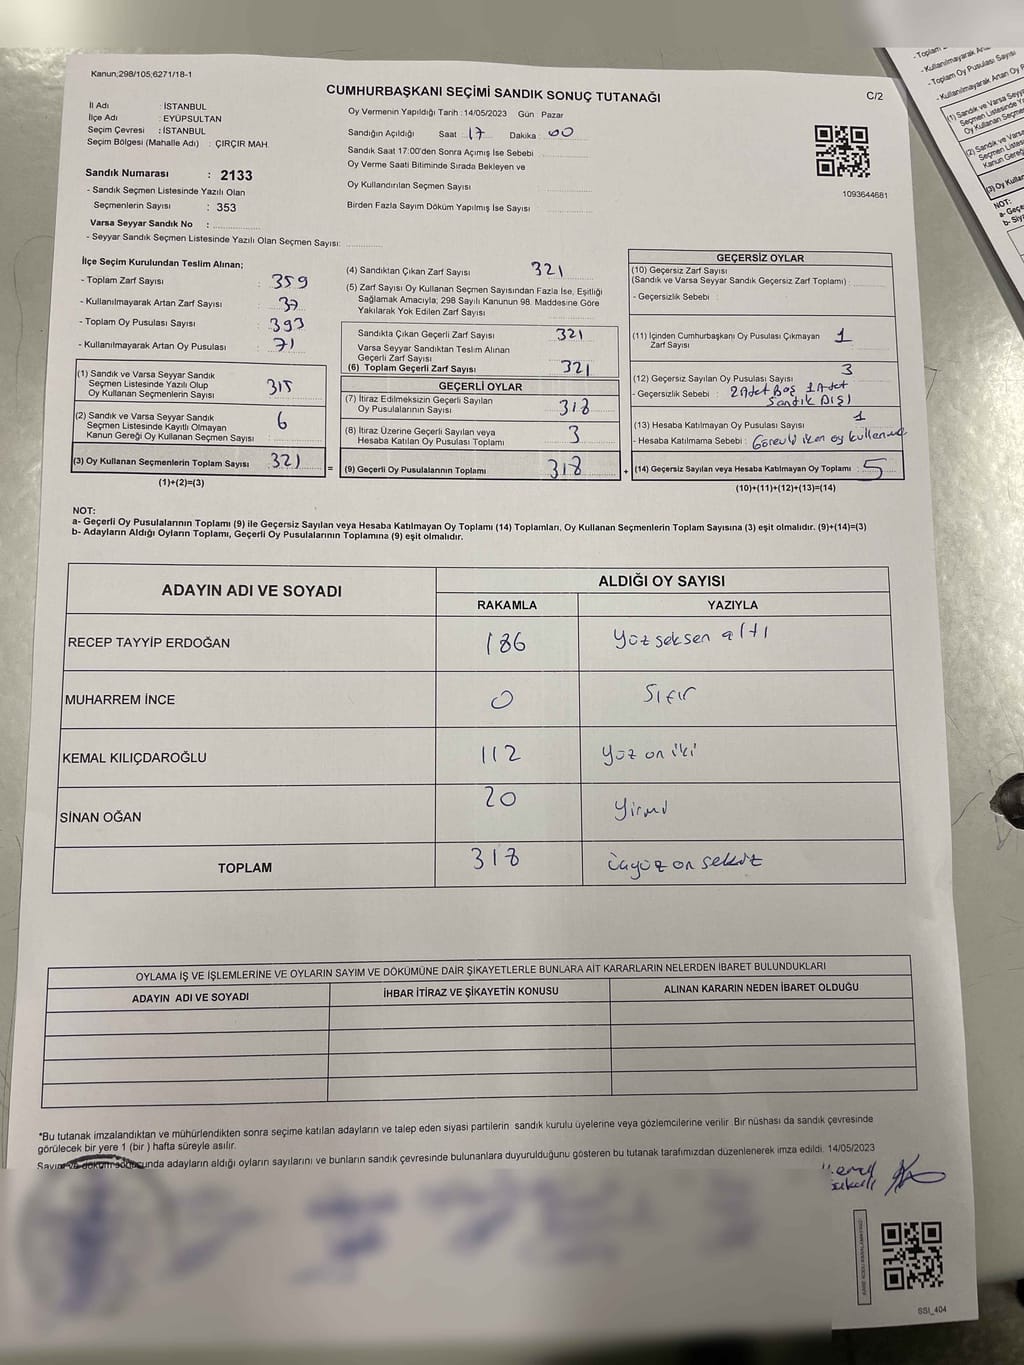 Kanun,298/105;6271/18-1
CUMHURBAŞKANI SEÇİMİ SANDIK SONUÇ TUTANAĞI
C/2
İl Adı : İSTANBUL
İlçe Adı : EYÜPSULTAN
Seçim Çevresi : İSTANBUL
Seçim Bölgesi (Mahalle Adı) : ÇIRÇIR MAH.
Sandık Numarası : 2133
- Sandık Seçmen Listesinde Yazılı Olan
Seçmenlerin Sayısı : 353
Varsa Seyyar Sandık No :
- Seyyar Sandık Seçmen Listesinde Yazılı Olan Seçmen Sayısı:
Oy Vermenin Yapıldığı Tarih : 14/05/2023 Gün : Pazar
Sandığın Açıldığı Saat : 17 Dakika : 00
Sandık Saat 17:00'den Sonra Açımış İse Sebebi :
Oy Verme Saati Bitiminde Sırada Bekleyen ve
Oy Kullandırılan Seçmen Sayısı :
Birden Fazla Sayım Döküm Yapılmış İse Sayısı :
1093644681
İlçe Seçim Kurulundan Teslim Alınan;
- Toplam Zarf Sayısı : 359
- Kullanılmayarak Artan Zarf Sayısı :
- Toplam Oy Pusulası Sayısı : 393
- Kullanılmayarak Artan Oy Pusulası : 71
(1) Sandık ve Varsa Seyyar Sandık
Seçmen Listesinde Yazılı Olup
Oy Kullanan Seçmenlerin Sayısı : 315
(2) Sandık ve Varsa Seyyar Sandık
Seçmen Listesinde Kayıtlı Olmayan
Kanun Gereği Oy Kullanan Seçmen Sayısı : 6
(3) Oy Kullanan Seçmenlerin Toplam Sayısı : 321
(1)+(2)=(3)
=
(4) Sandıktan Çıkan Zarf Sayısı : 321
(5) Zarf Sayısı Oy Kullanan Seçmen Sayısından Fazla İse, Eşitliği
Sağlamak Amacıyla; 298 Sayılı Kanunun 98. Maddesine Göre
Yakılarak Yok Edilen Zarf Sayısı :
Sandıkta Çıkan Geçerli Zarf Sayısı : 321
Varsa Seyyar Sandıktan Teslim Alınan
Geçerli Zarf Sayısı :
(6) Toplam Geçerli Zarf Sayısı : 321
GEÇERLİ OYLAR
(7) İtiraz Edilmeksizin Geçerli Sayılan
Oy Pusulalarının Sayısı : 318
(8) İtiraz Üzerine Geçerli Sayılan veya
Hesaba Katılan Oy Pusulası Toplamı : 3
(9) Geçerli Oy Pusulalarının Toplamı : 318
+
GEÇERSİZ OYLAR
(10) Geçersiz Zarf Sayısı
(Sandık ve Varsa Seyyar Sandık Geçersiz Zarf Toplamı) :
- Geçersizlik Sebebi :
(11) İçinden Cumhurbaşkanı Oy Pusulası Çıkmayan : 1
Zarf Sayısı
(12) Geçersiz Sayılan Oy Pusulası Sayısı : 3
- Geçersizlik Sebebi : 2 Adet Boş 1 Adet
Sandık Dışı
(13) Hesaba Katılmayan Oy Pusulası Sayısı : 1
- Hesaba Katılmama Sebebi : Görevli iken oy
(14) Geçersiz Sayılan veya Hesaba Katılmayan Oy Toplamı : 5
(10)+(11)+(12)+(13)=(14)
NOT:
a- Geçerli Oy Pusulalarının Toplamı (9) ile Geçersiz Sayılan veya Hesaba Katılmayan Oy Toplamı (14) Toplamları, Oy Kullanan Seçmenlerin Toplam Sayısına (3) eşit olmalıdır. (9)+(14)=(3)
b- Adayların Aldığı Oyların Toplamı, Geçerli Oy Pusulalarının Toplamına (9) eşit olmalıdır.
ADAYIN ADI VE SOYADI ALDIĞI OY SAYISI
RAKAMLA YAZIYLA
RECEP TAYYİP ERDOĞAN 186 Yüz seksen altı
MUHARREM İNCE 0 Sıfır
KEMAL KILIÇDAROĞLU 112 Yüz on iki
SİNAN OĞAN 20 Yirmi
TOPLAM 318 üçyüz on sekiz
OYLAMA İŞ VE İŞLEMLERİNE VE OYLARIN SAYIM VE DÖKÜMÜNE DAİR ŞİKAYETLERLE BUNLARA AİT KARARLARIN NELERDEN İBARET BULUNDUKLARI
ADAYIN ADI VE SOYADI İHBAR İTİRAZ VE ŞİKAYETİN KONUSU ALINAN KARARIN NEDEN İBARET OLDUĞU
*Bu tutanak imzalandıktan ve mühürlendikten sonra seçime katılan adayların ve talep eden siyasi partilerin sandık kurulu üyelerine veya gözlemcilerine verilir. Bir nüshası da sandık çevresinde
görülecek bir yere 1 (bir ) hafta süreyle asılır.
Sayım ve döküm sonucunda adayların aldığı oyların sayılarını ve bunların sandık çevresinde bulunanlara duyurulduğunu gösteren bu tutanak tarafımızdan düzenlenerek imza edildi. 14/05/2023
SSI_404